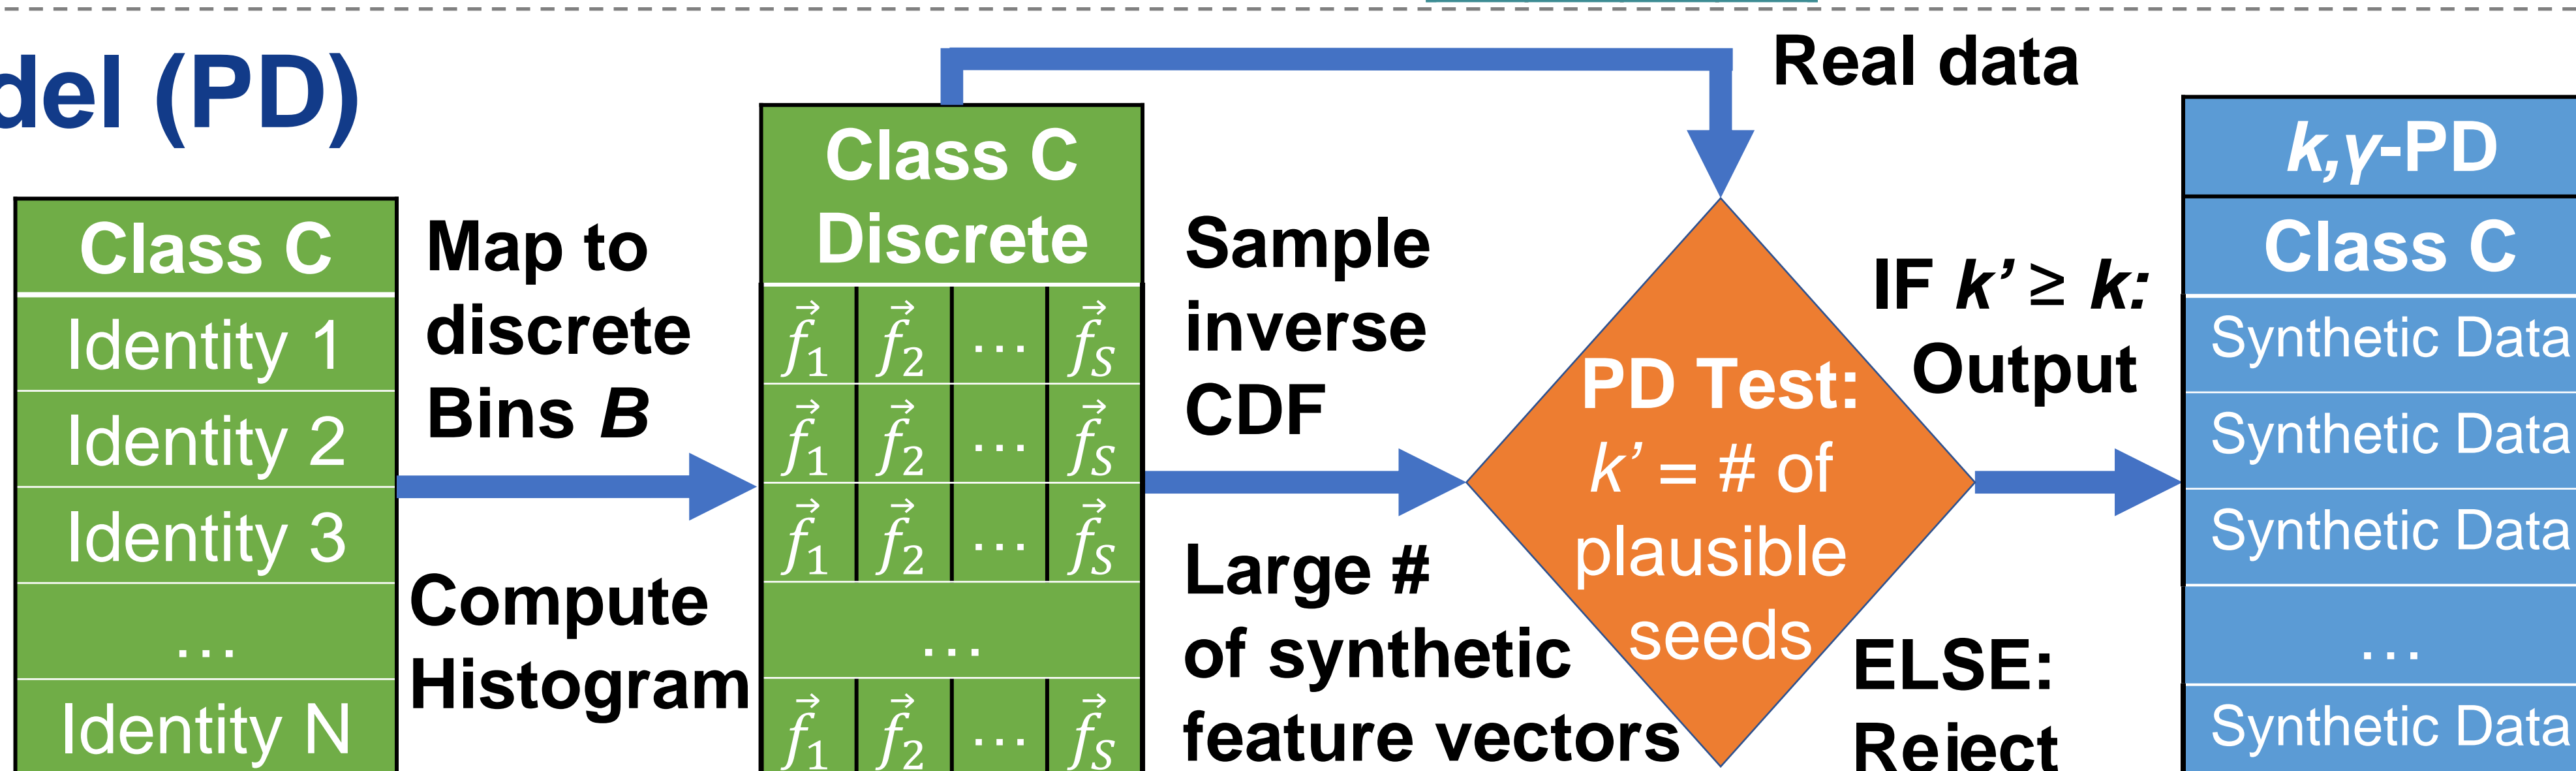 del (PD)
Class C
Identity 1
Identity 2
Identity 3
...
Identity N
Map to
discrete
Bins B
Compute
Histogram
Class C
Discrete
f⃗₁ f⃗₂ ... f⃗ₛ
f⃗₁ f⃗₂ ... f⃗ₛ
f⃗₁ f⃗₂ ... f⃗ₛ
...
f⃗₁ f⃗₂ ... f⃗ₛ
Sample
inverse
CDF
Large #
of synthetic
feature vectors
Real data
PD Test:
k’ = # of
plausible
seeds
IF k’ ≥ k:
Output
ELSE:
Reject
k,γ-PD
Class C
Synthetic Data
Synthetic Data
Synthetic Data
...
Synthetic Data